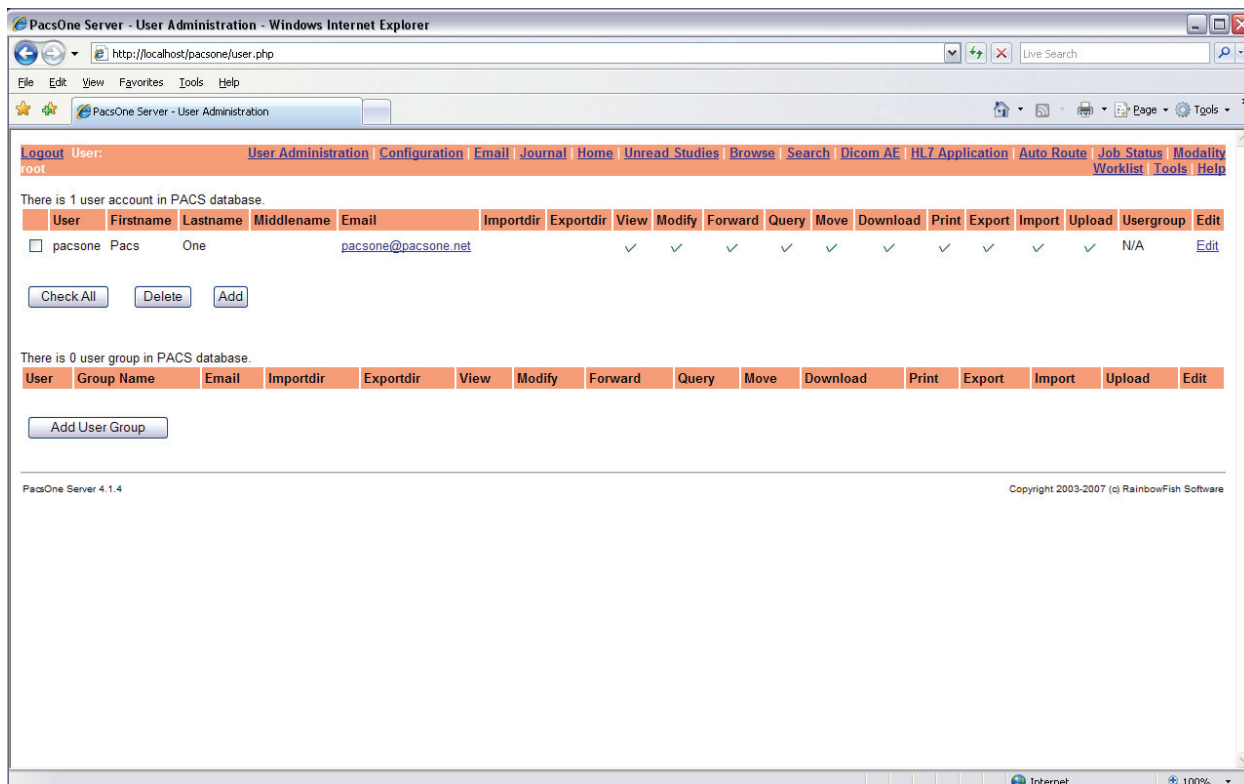 PacsOne Server - User Administration - Windows Internet Explorer
http://localhost/pacsone/user.php
Live Search
File Edit View Favorites Tools Help
PacsOne Server - User Administration
Page Tools
Logout User: User Administration | Configuration | Email | Journal | Home | Unread Studies | Browse | Search | Dicom AE | HL7 Application | Auto Route | Job Status | Modality
root Worklist | Tools | Help
There is 1 user account in PACS database.
User Firstname Lastname Middlename Email Importdir Exportdir View Modify Forward Query Move Download Print Export Import Upload Usergroup Edit
pacsone Pacs One pacsone@pacsone.net N/A Edit
Check All Delete Add
There is 0 user group in PACS database.
User Group Name Email Importdir Exportdir View Modify Forward Query Move Download Print Export Import Upload Edit
Add User Group
PacsOne Server 4.1.4 Copyright 2003-2007 (c) RainbowFish Software
Internet 100%